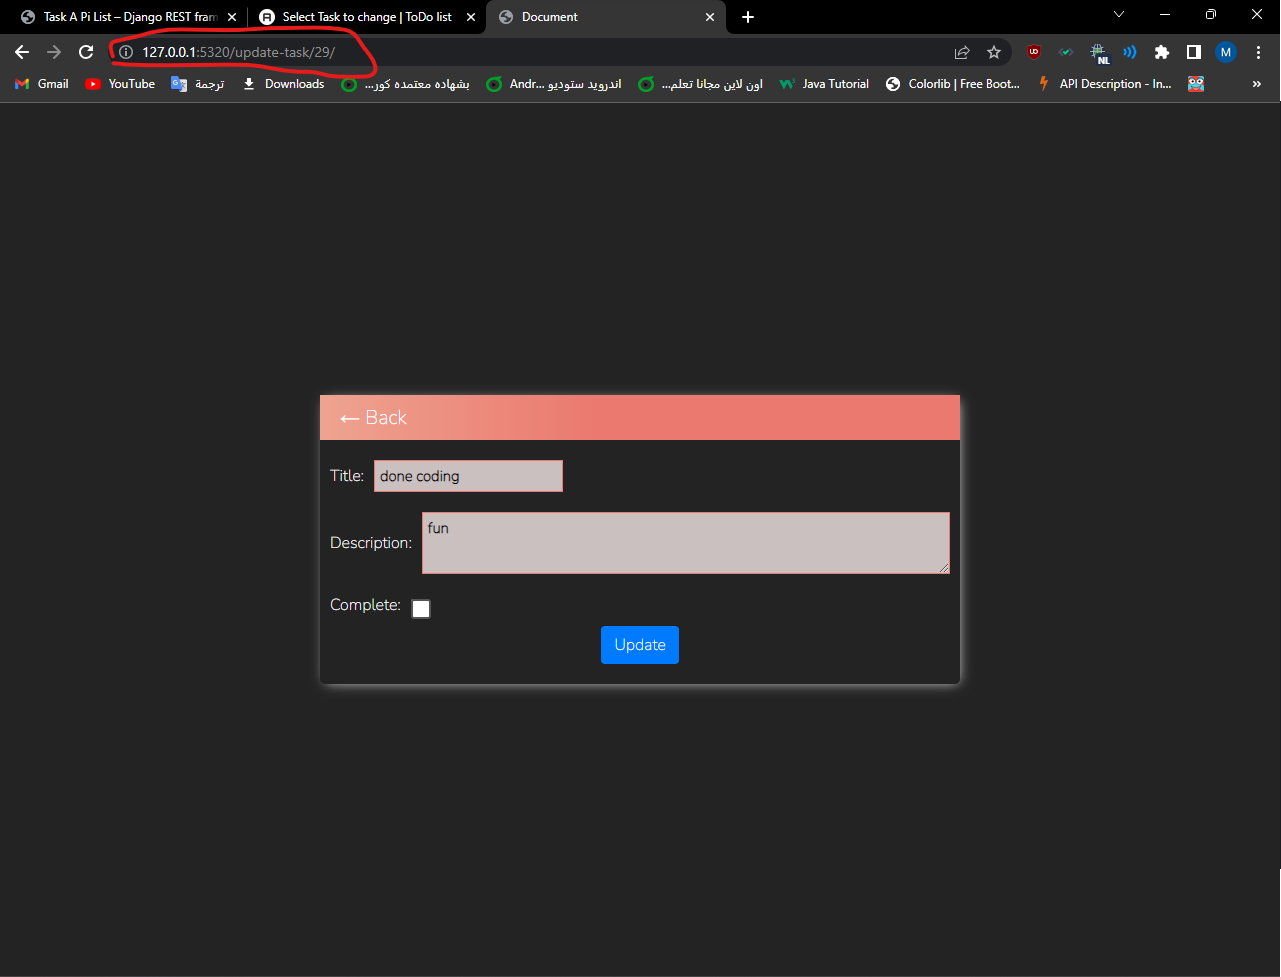 Task A Pi List – Django REST fram
Select Task to change | ToDo list
Document
127.0.0.1:5320/update-task/29/
UD
NL
M
Gmail
YouTube
ترجمة
Downloads
بشهاده معتمده كور...
اندرويد ستوديو Andr...
اون لاين مجانا تعلم...
Java Tutorial
Colorlib | Free Boot...
API Description - In...
»
← Back
Title: done coding
Description: fun
Complete:
Update